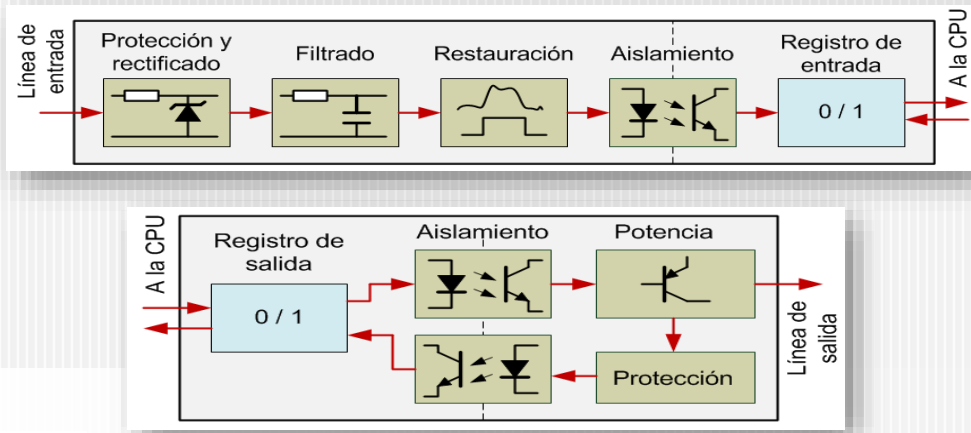 Línea de
entrada
Protección y
rectificado
Filtrado
Restauración
Aislamiento
Registro de
entrada
0 / 1
A la CPU
A la CPU
Registro de
salida
0 / 1
Aislamiento
Potencia
Protección
Línea de
salida